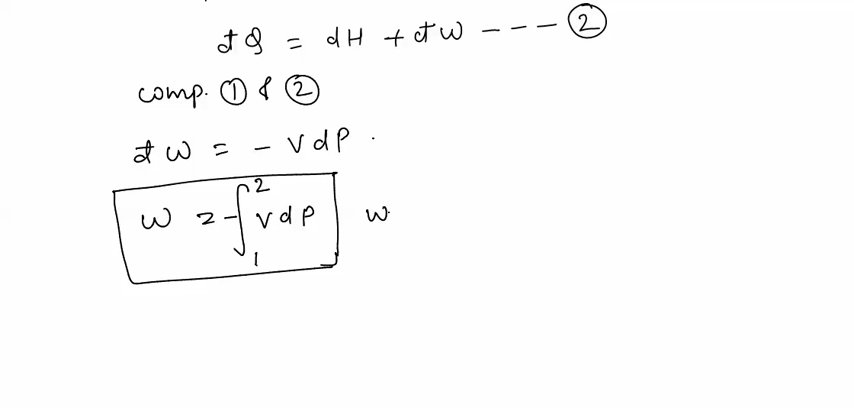 đQ = dH + đW --- ②
comp. ① & ②
đW = - VdP.
W = - ∫₁² VdP W